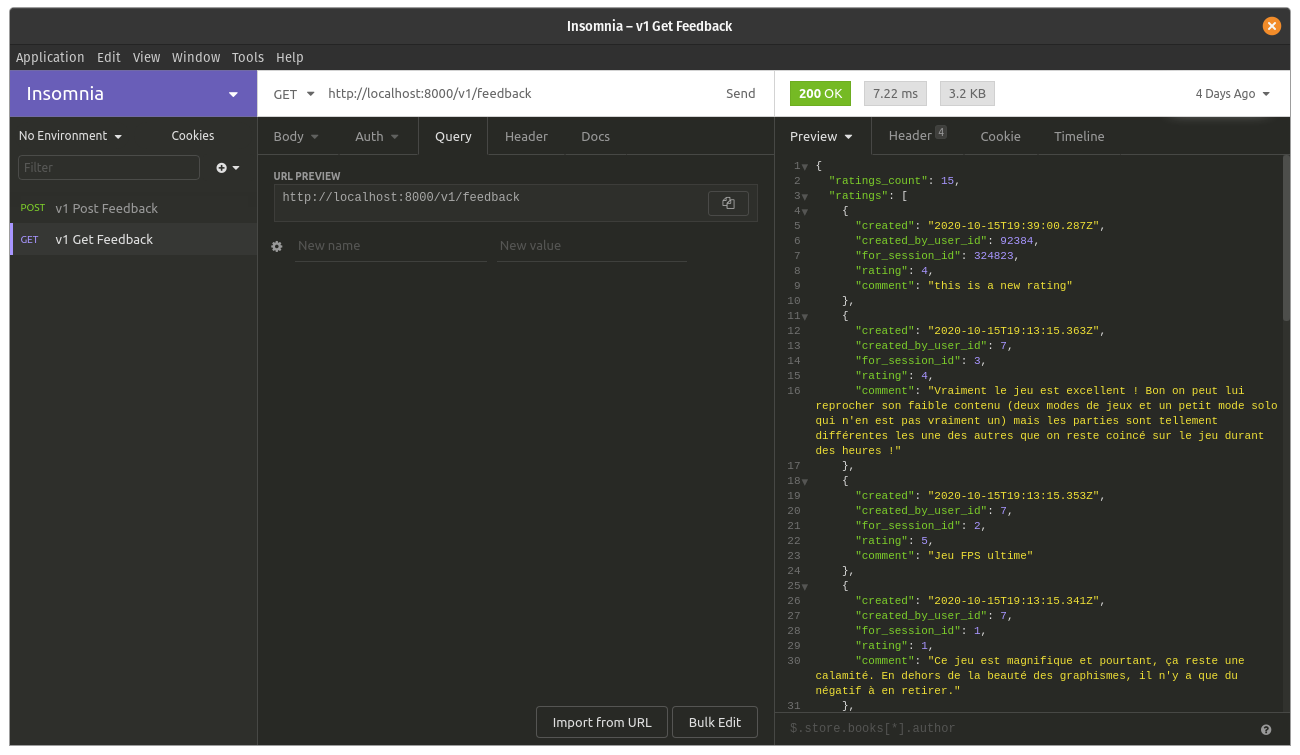 Insomnia – v1 Get Feedback
Application Edit View Window Tools Help
Insomnia
GET http://localhost:8000/v1/feedback Send
200 OK 7.22 ms 3.2 KB 4 Days Ago
No Environment Cookies
Filter
POST v1 Post Feedback
GET v1 Get Feedback
Body Auth Query Header Docs
URL PREVIEW
http://localhost:8000/v1/feedback
New name New value
Import from URL Bulk Edit
Preview Header 4 Cookie Timeline
1 {
2 "ratings_count": 15,
3 "ratings": [
4 {
5 "created": "2020-10-15T19:39:00.287Z",
6 "created_by_user_id": 92384,
7 "for_session_id": 324823,
8 "rating": 4,
9 "comment": "this is a new rating"
10 },
11 {
12 "created": "2020-10-15T19:13:15.363Z",
13 "created_by_user_id": 7,
14 "for_session_id": 3,
15 "rating": 4,
16 "comment": "Vraiment le jeu est excellent ! Bon on peut lui
reprocher son faible contenu (deux modes de jeux et un petit mode solo
qui n'en est pas vraiment un) mais les parties sont tellement
différentes les une des autres que on reste coincé sur le jeu durant
des heures !"
17 },
18 {
19 "created": "2020-10-15T19:13:15.353Z",
20 "created_by_user_id": 7,
21 "for_session_id": 2,
22 "rating": 5,
23 "comment": "Jeu FPS ultime"
24 },
25 {
26 "created": "2020-10-15T19:13:15.341Z",
27 "created_by_user_id": 7,
28 "for_session_id": 1,
29 "rating": 1,
30 "comment": "Ce jeu est magnifique et pourtant, ça reste une
calamité. En dehors de la beauté des graphismes, il n'y a que du
négatif à en retirer."
31 },
$.store.books[*].author